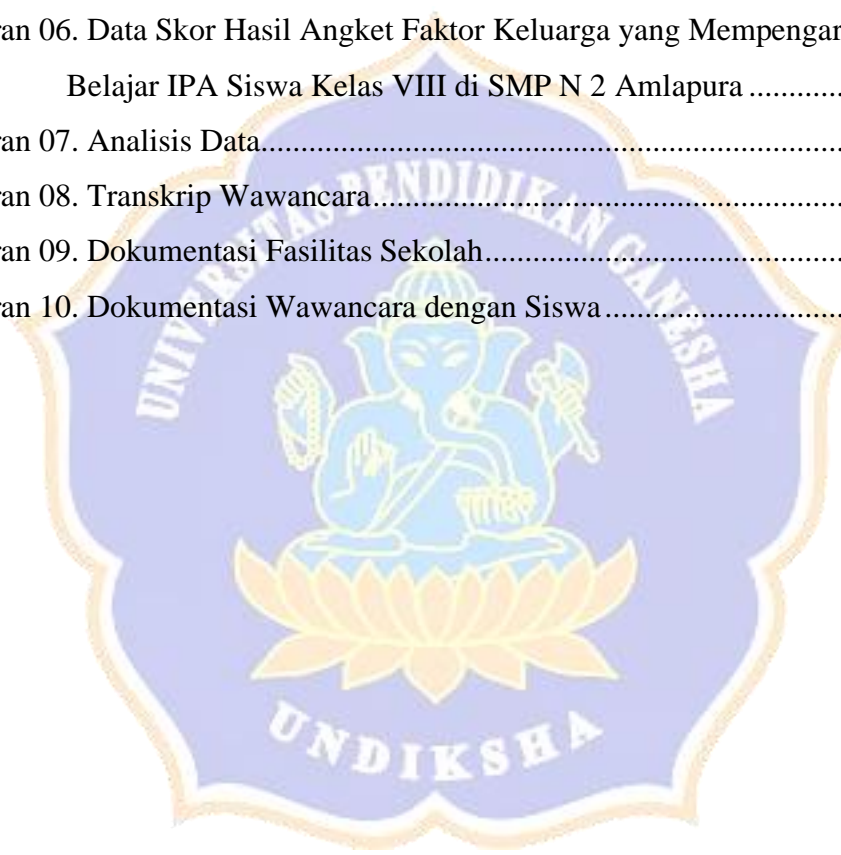 ran 06. Data Skor Hasil Angket Faktor Keluarga yang Mempengar
Belajar IPA Siswa Kelas VIII di SMP N 2 Amlapura ............
ran 07. Analisis Data.........................................................................
ran 08. Transkrip Wawancara...........................................................
ran 09. Dokumentasi Fasilitas Sekolah.............................................
ran 10. Dokumentasi Wawancara dengan Siswa..............................
UNIVERSITAS PENDIDIKAN GANESHA
UNDIKSHA